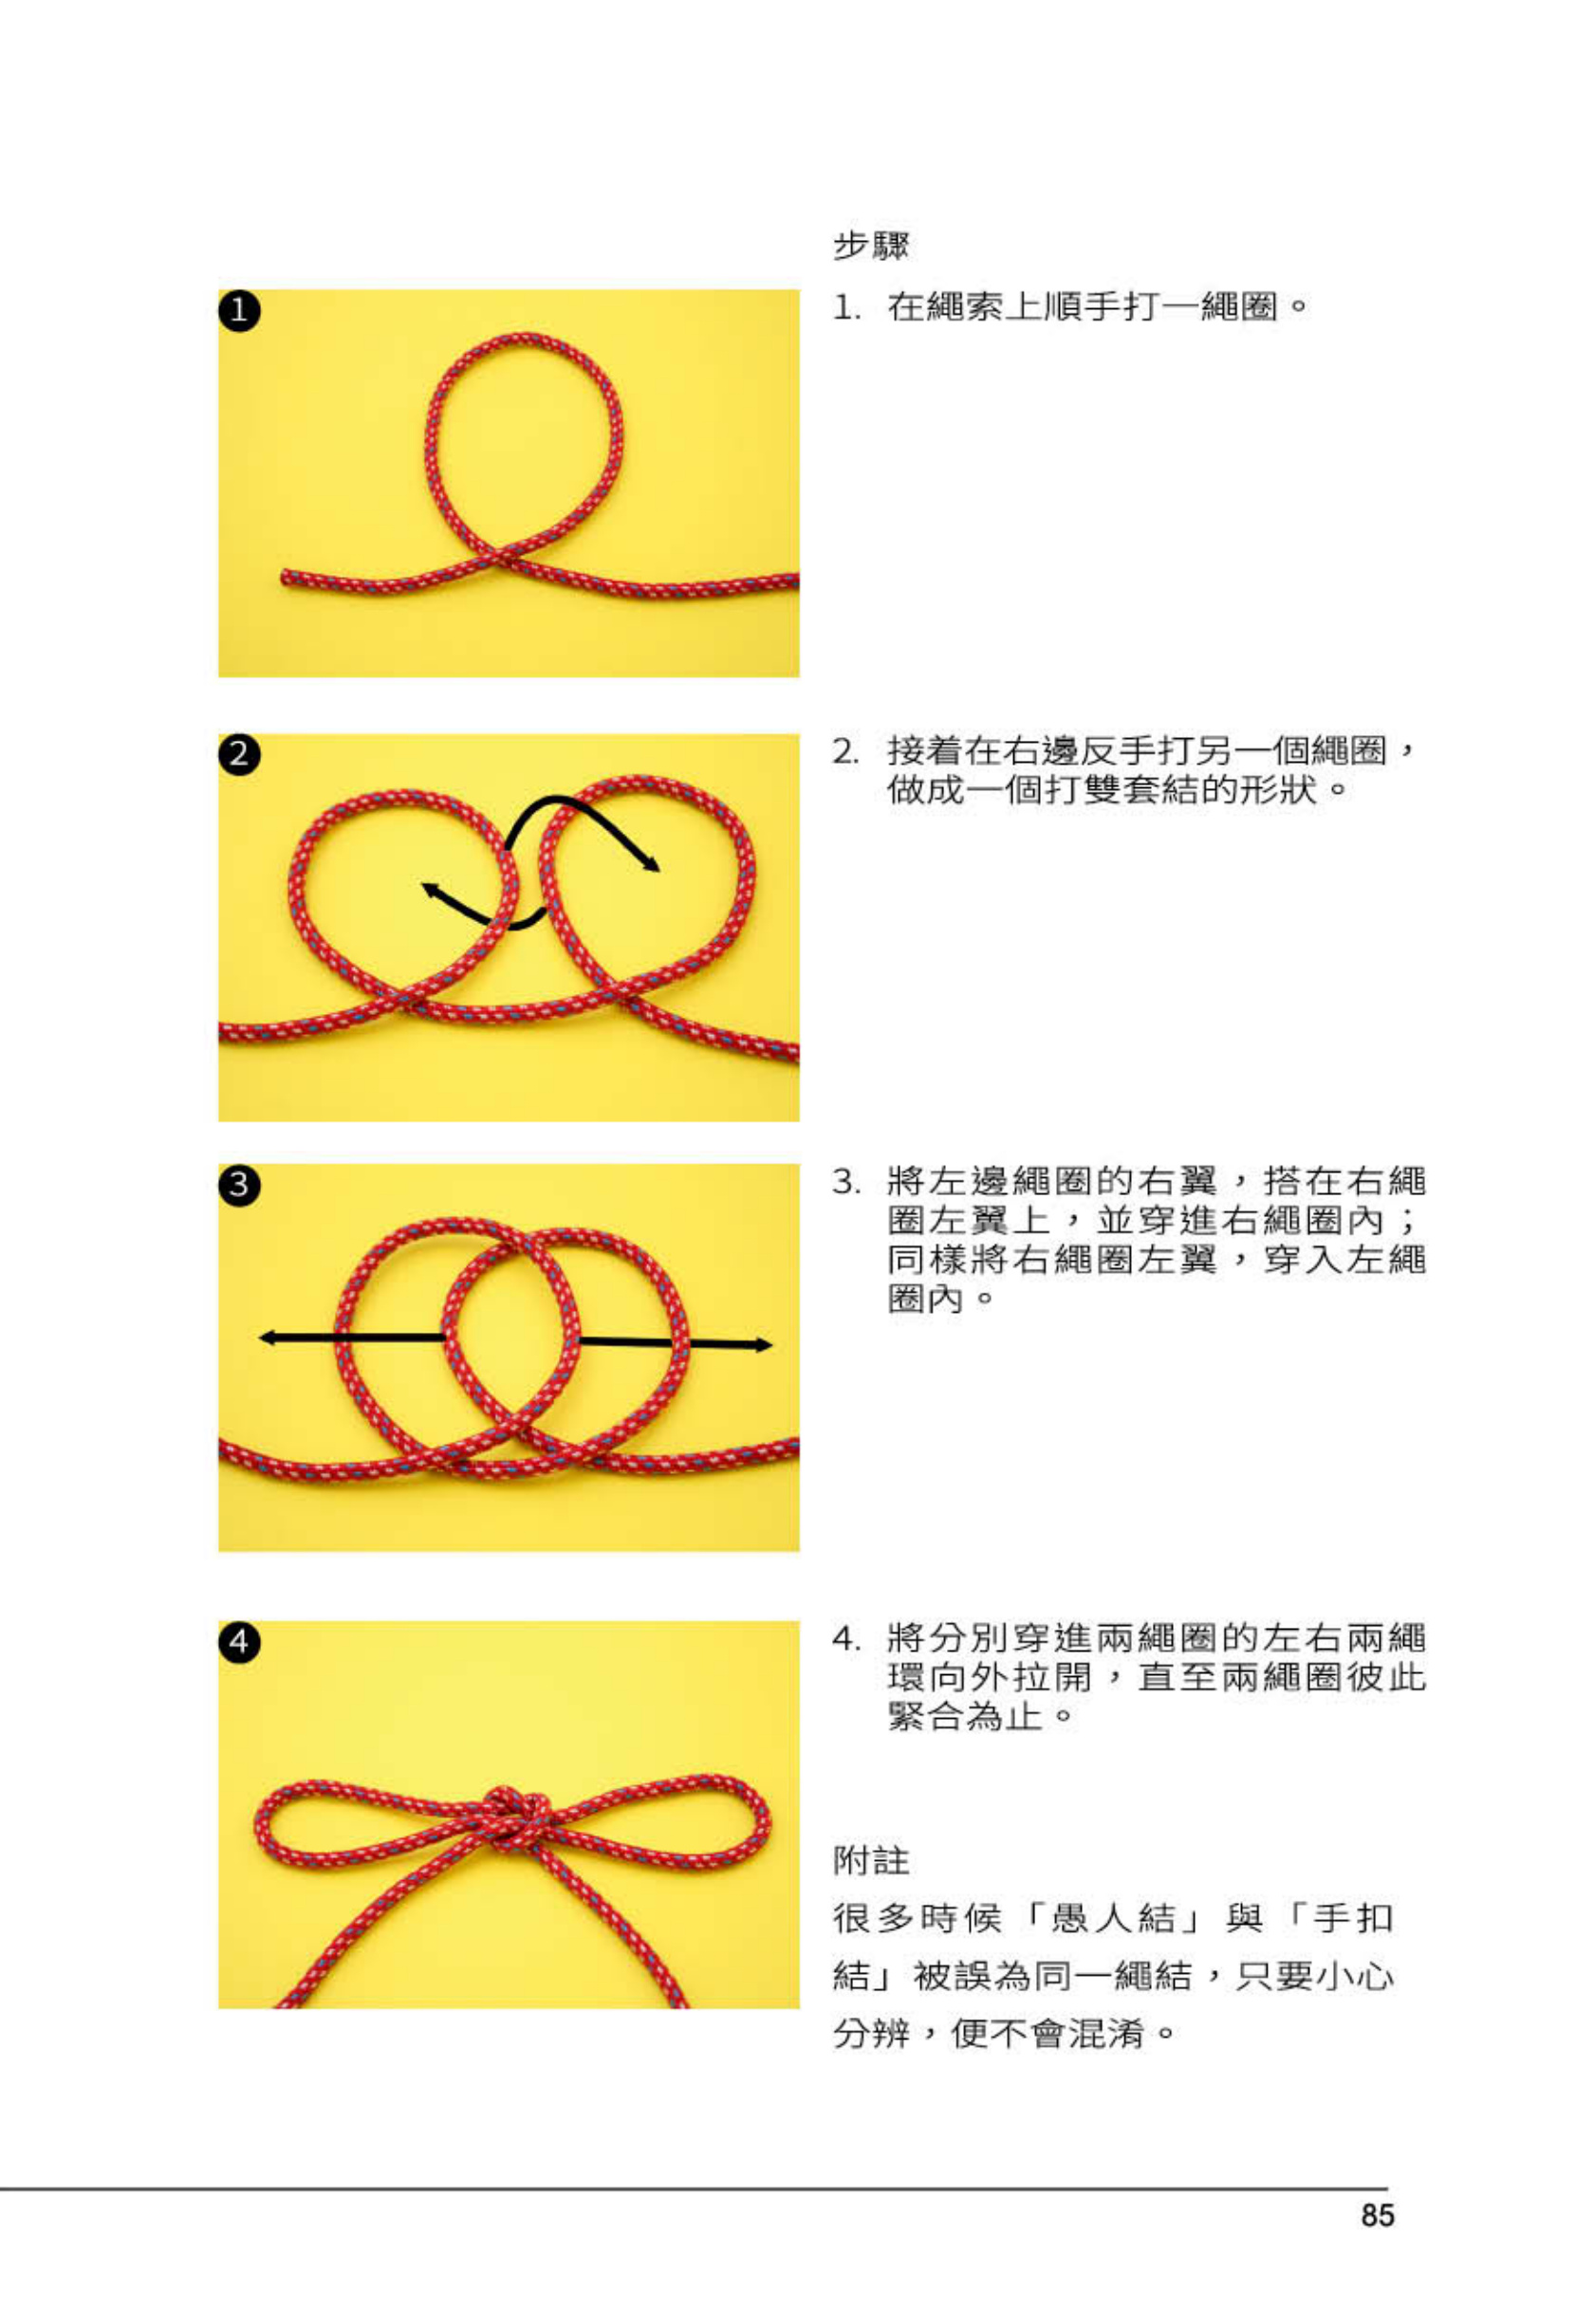 步驟
1
1. 在繩索上順手打一繩圈。
2
2. 接着在右邊反手打另一個繩圈，
做成一個打雙套結的形狀。
3
3. 將左邊繩圈的右翼，搭在右繩
圈左翼上，並穿進右繩圈內；
同樣將右繩圈左翼，穿入左繩
圈內。
4
4. 將分別穿進兩繩圈的左右兩繩
環向外拉開，直至兩繩圈彼此
緊合為止。
附註
很多時候「愚人結」與「手扣
結」被誤為同一繩結，只要小心
分辨，便不會混淆。
85